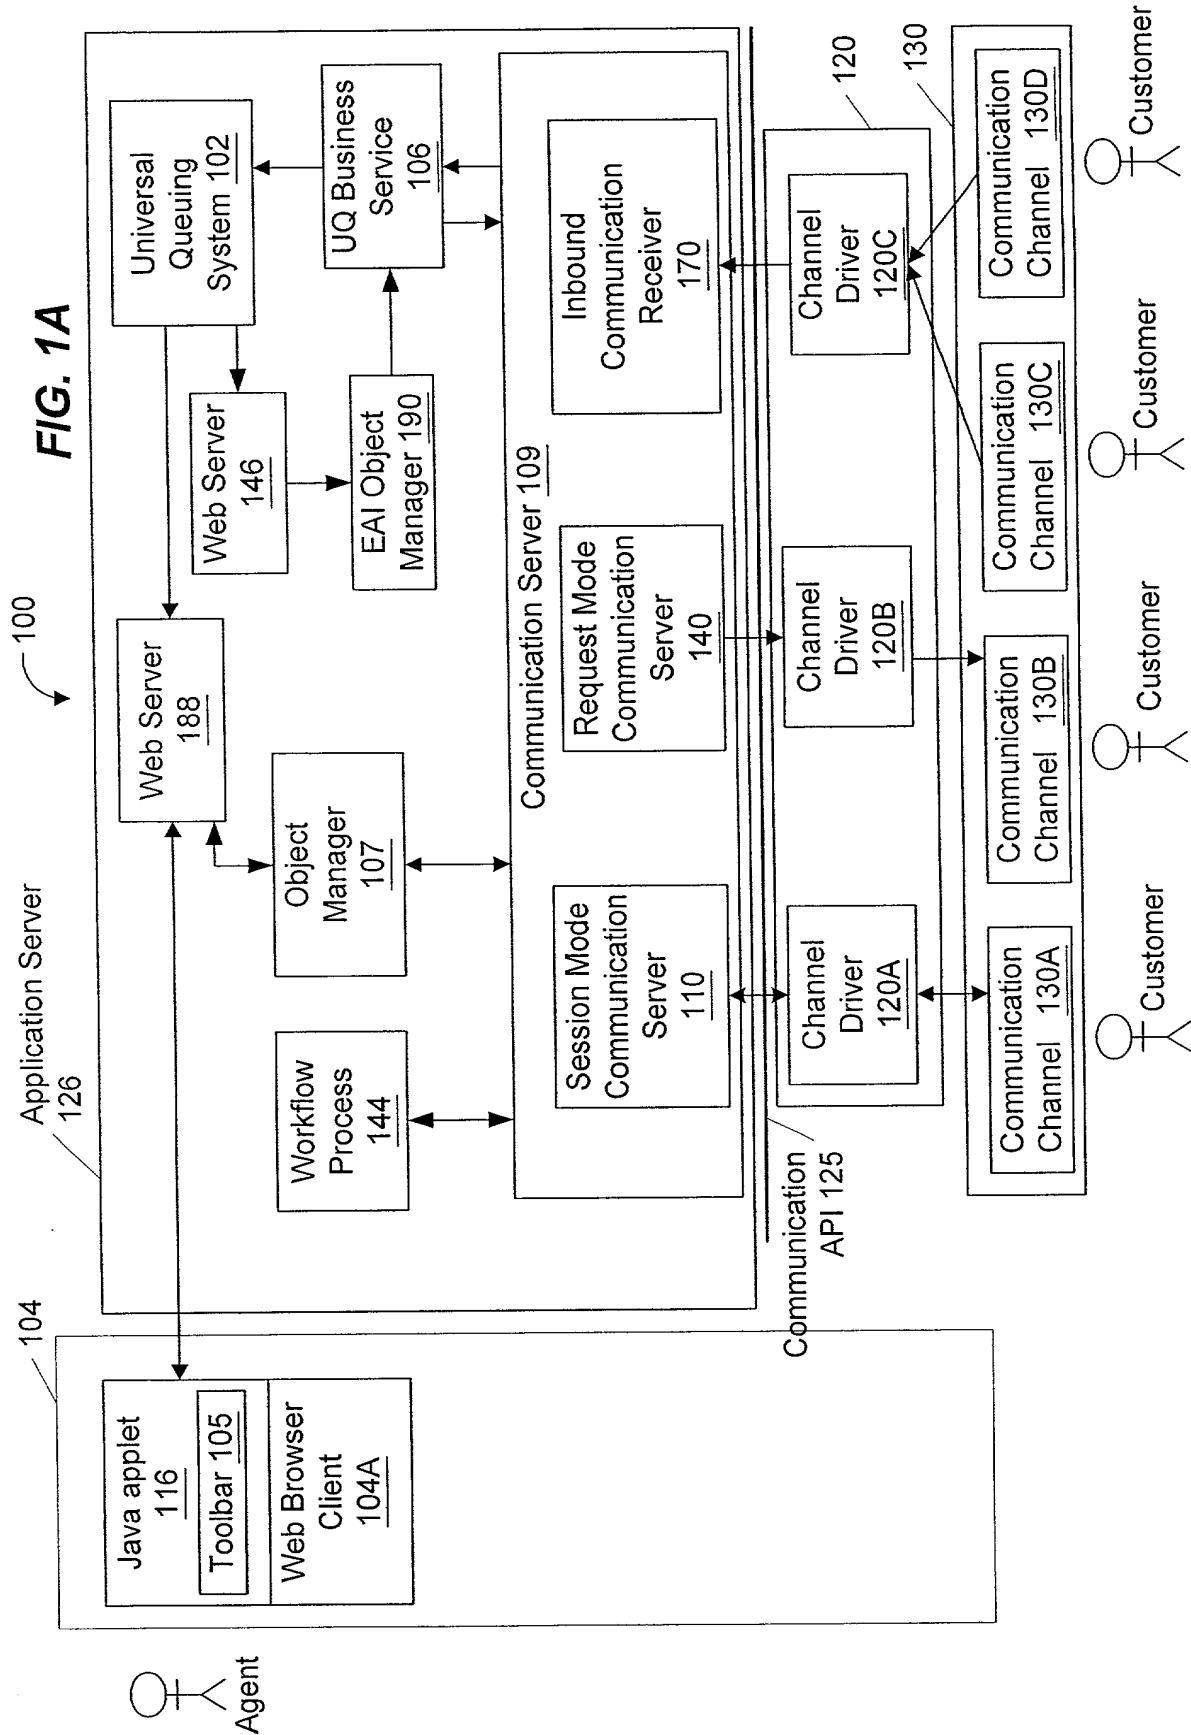 FIG. 1A
100
Application Server
126
104
Java applet
116
Toolbar 105
Web Browser
Client
104A
Agent
Web Server
188
Universal
Queuing
System 102
Web Server
146
UQ Business
Service
106
EAI Object
Manager 190
Object
Manager
107
Workflow
Process
144
Communication Server 109
Session Mode
Communication
Server
110
Request Mode
Communication
Server
140
Inbound
Communication
Receiver
170
Communication
API 125
120
Channel
Driver
120A
Channel
Driver
120B
Channel
Driver
120C
130
Communication
Channel 130A
Communication
Channel 130B
Communication
Channel 130C
Communication
Channel 130D
Customer
Customer
Customer
Customer